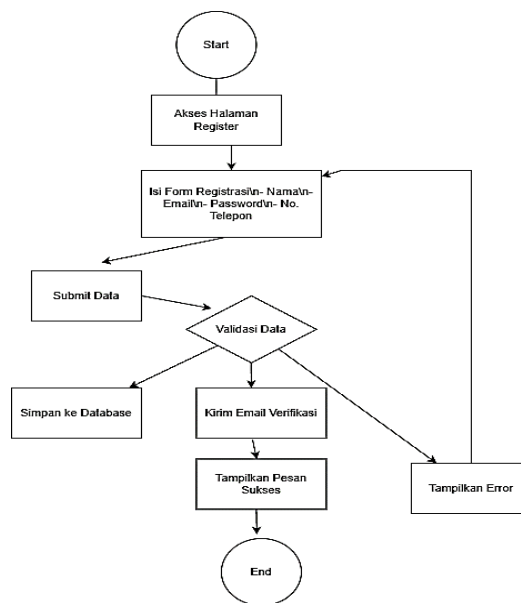 Start
Akses Halaman
Register
Isi Form Registrasi\n- Nama\n-
Email\n- Password\n- No.
Telepon
Submit Data
Validasi Data
Simpan ke Database
Kirim Email Verifikasi
Tampilkan Error
Tampilkan Pesan
Sukses
End